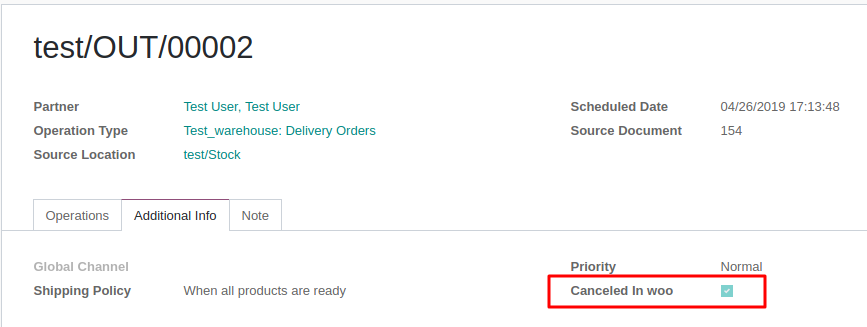 test/OUT/00002
Partner Test User, Test User Scheduled Date 04/26/2019 17:13:48
Operation Type Test_warehouse: Delivery Orders Source Document 154
Source Location test/Stock
Operations Additional Info Note
Global Channel Priority Normal
Shipping Policy When all products are ready Canceled In woo